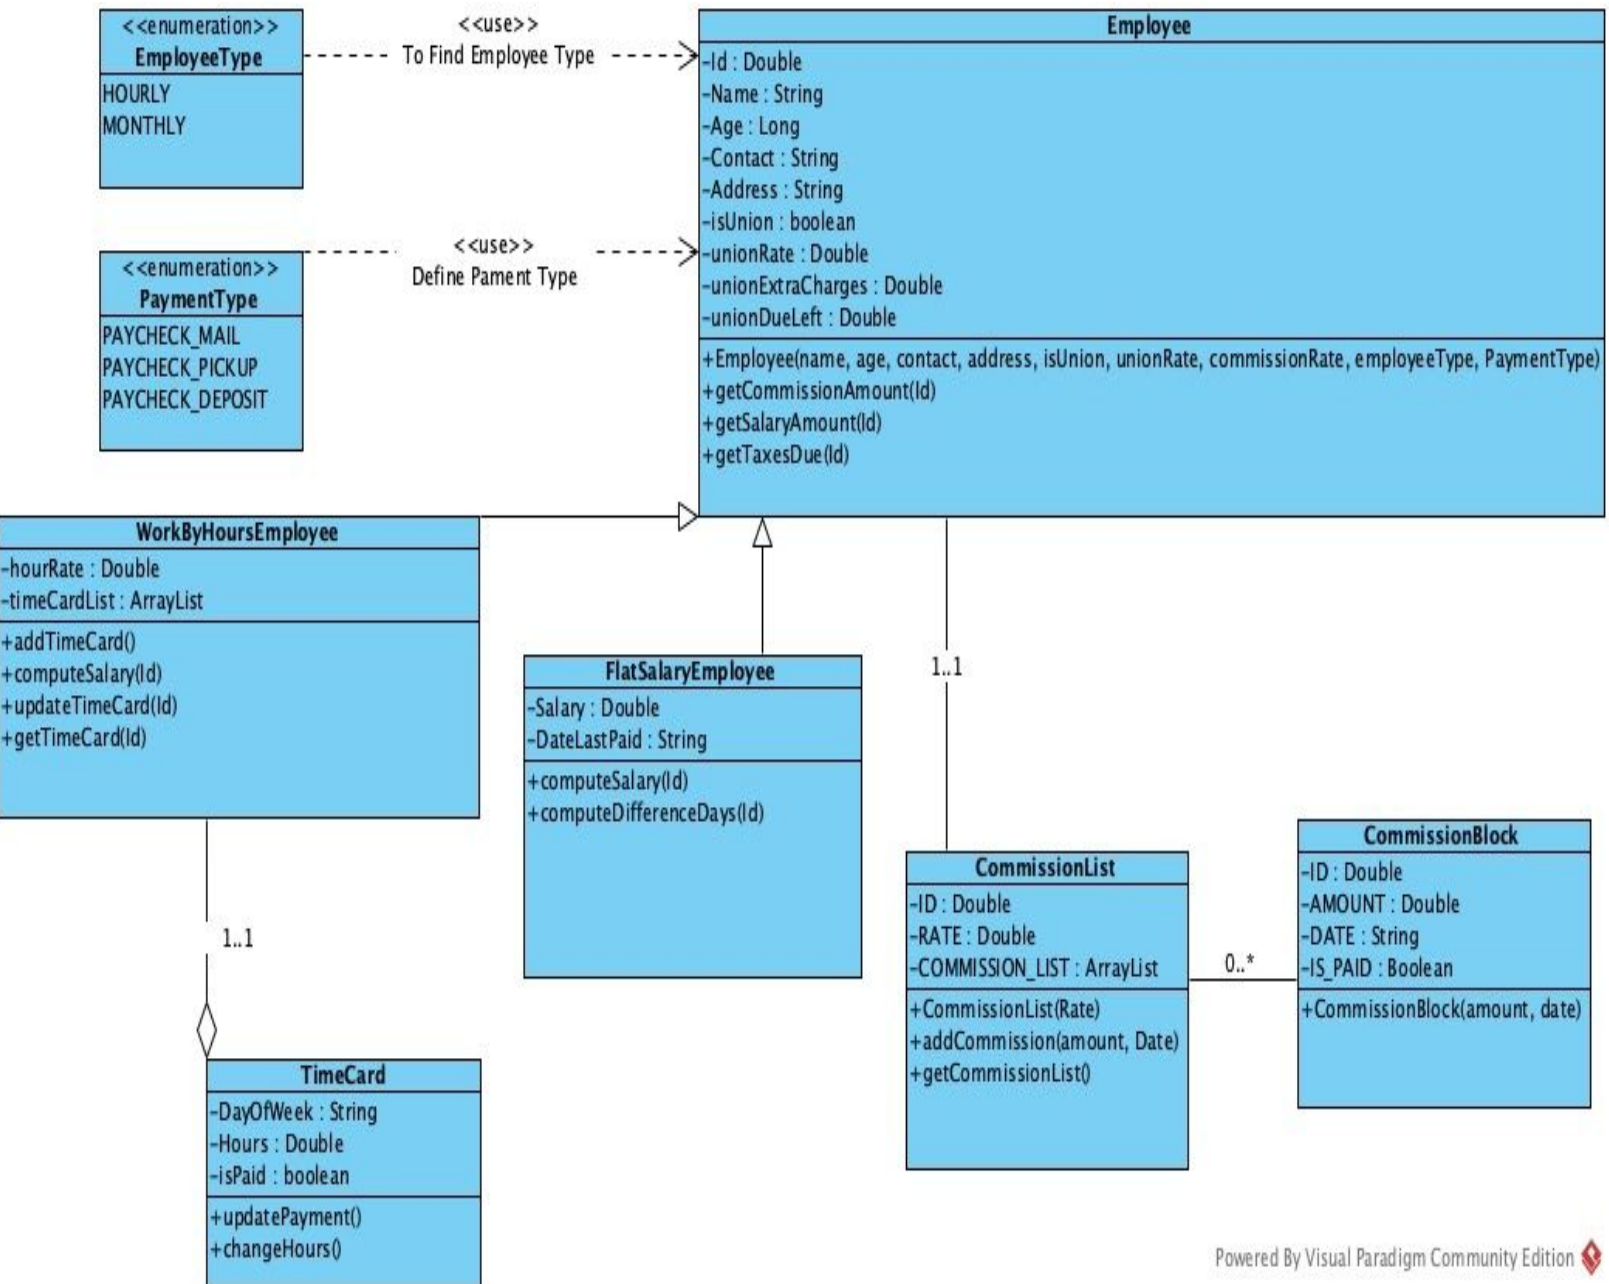 <<enumeration>>
EmployeeType
HOURLY
MONTHLY
<<use>>
To Find Employee Type
Employee
-Id : Double
-Name : String
-Age : Long
-Contact : String
-Address : String
-isUnion : boolean
-unionRate : Double
-unionExtraCharges : Double
-unionDueLeft : Double
+Employee(name, age, contact, address, isUnion, unionRate, commissionRate, employeeType, PaymentType)
+getCommissionAmount(Id)
+getSalaryAmount(Id)
+getTaxesDue(Id)
<<use>>
Define Pament Type
<<enumeration>>
PaymentType
PAYCHECK_MAIL
PAYCHECK_PICKUP
PAYCHECK_DEPOSIT
WorkByHoursEmployee
-hourRate : Double
-timeCardList : ArrayList
+addTimeCard()
+computeSalary(Id)
+updateTimeCard(Id)
+getTimeCard(Id)
FlatSalaryEmployee
-Salary : Double
-DateLastPaid : String
+computeSalary(Id)
+computeDifferenceDays(Id)
1..1
CommissionList
-ID : Double
-RATE : Double
-COMMISSION_LIST : ArrayList
+CommissionList(Rate)
+addCommission(amount, Date)
+getCommissionList()
0..*
CommissionBlock
-ID : Double
-AMOUNT : Double
-DATE : String
-IS_PAID : Boolean
+CommissionBlock(amount, date)
1..1
TimeCard
-DayOfWeek : String
-Hours : Double
-isPaid : boolean
+updatePayment()
+changeHours()
Powered By Visual Paradigm Community Edition